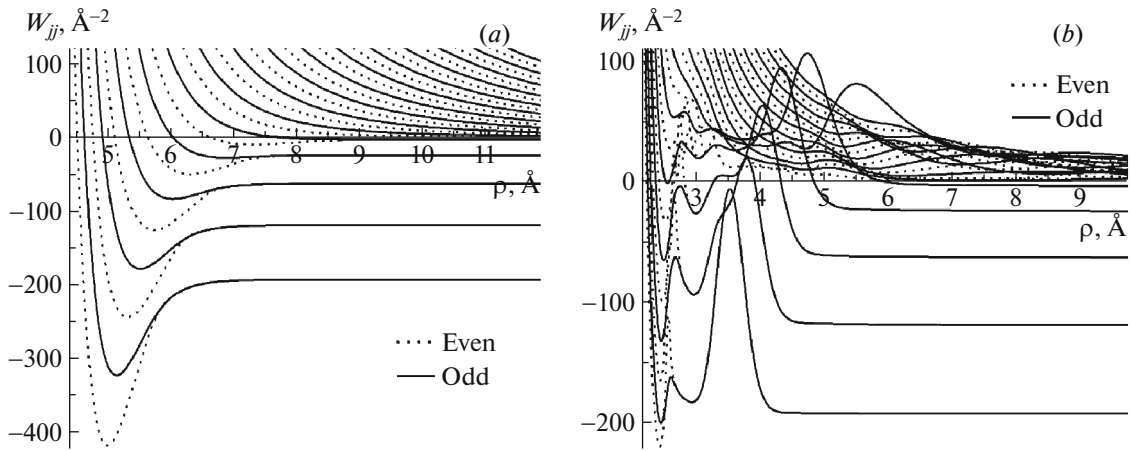 W_jj, Å⁻²
(a)
100
0
5 6 7 8 9 10 11
ρ, Å
−100
−200
−300
−400
Even
Odd
W_jj, Å⁻²
(b)
100
0
3 4 5 6 7 8 9
ρ, Å
−100
−200
Even
Odd